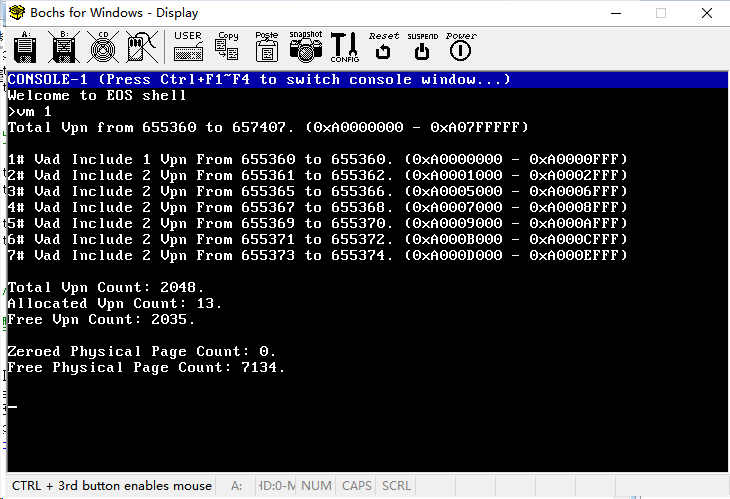 Bochs for Windows - Display
A:
B:
CD
USER
Copy
Paste
snapshot
CONFIG
Reset
SUSPEND
Power
CONSOLE-1 (Press Ctrl+F1~F4 to switch console window...)
Welcome to EOS shell
>vm 1
Total Vpn from 655360 to 657407. (0xA0000000 - 0xA07FFFFF)
1# Vad Include 1 Vpn From 655360 to 655360. (0xA0000000 - 0xA0000FFF)
2# Vad Include 2 Vpn From 655361 to 655362. (0xA0001000 - 0xA0002FFF)
3# Vad Include 2 Vpn From 655365 to 655366. (0xA0005000 - 0xA0006FFF)
4# Vad Include 2 Vpn From 655367 to 655368. (0xA0007000 - 0xA0008FFF)
5# Vad Include 2 Vpn From 655369 to 655370. (0xA0009000 - 0xA000AFFF)
6# Vad Include 2 Vpn From 655371 to 655372. (0xA000B000 - 0xA000CFFF)
7# Vad Include 2 Vpn From 655373 to 655374. (0xA000D000 - 0xA000EFFF)
Total Vpn Count: 2048.
Allocated Vpn Count: 13.
Free Vpn Count: 2035.
Zeroed Physical Page Count: 0.
Free Physical Page Count: 7134.
CTRL + 3rd button enables mouse
A:
HD:0-M
NUM
CAPS
SCRL